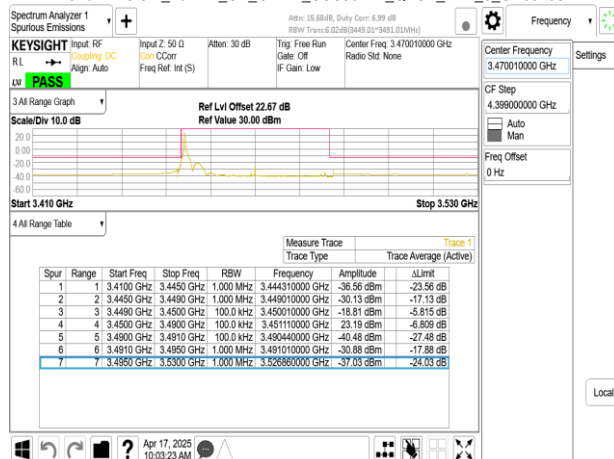 Spectrum Analyzer 1
Spurious Emissions
+
Attn: 15.68dB, Duty Corr: 6.99 dB
RBW Trans:6.02dB(3449.01~3491.01MHz)
Frequency
KEYSIGHT
RL
PASS
Input: RF
Coupling: DC
Align: Auto
Input Z: 50 Ω
Corr CCorr
Freq Ref: Int (S)
Atten: 30 dB
Trig: Free Run
Gate: Off
IF Gain: Low
Center Freq: 3.470010000 GHz
Radio Std: None
Center Frequency
3.470010000 GHz
Settings
CF Step
4.399000000 GHz
Auto
Man
Freq Offset
0 Hz
3 All Range Graph
Scale/Div 10.0 dB
Ref Lvl Offset 22.67 dB
Ref Value 30.00 dBm
20.0
0.00
-20.0
-40.0
-60.0
Start 3.410 GHz
Stop 3.530 GHz
4 All Range Table
Measure Trace Trace 1
Trace Type Trace Average (Active)
Spur Range Start Freq Stop Freq RBW Frequency Amplitude ΔLimit
1 1 3.4100 GHz 3.4450 GHz 1.000 MHz 3.444310000 GHz -36.56 dBm -23.56 dB
2 2 3.4450 GHz 3.4490 GHz 1.000 MHz 3.449010000 GHz -30.13 dBm -17.13 dB
3 3 3.4490 GHz 3.4500 GHz 100.0 kHz 3.450010000 GHz -18.81 dBm -5.815 dB
4 4 3.4500 GHz 3.4900 GHz 100.0 kHz 3.451110000 GHz 23.19 dBm -6.809 dB
5 5 3.4900 GHz 3.4910 GHz 100.0 kHz 3.490440000 GHz -40.48 dBm -27.48 dB
6 6 3.4910 GHz 3.4950 GHz 1.000 MHz 3.491010000 GHz -30.88 dBm -17.88 dB
7 7 3.4950 GHz 3.5300 GHz 1.000 MHz 3.526860000 GHz -37.03 dBm -24.03 dB
Local
?
Apr 17, 2025
10:03:23 AM